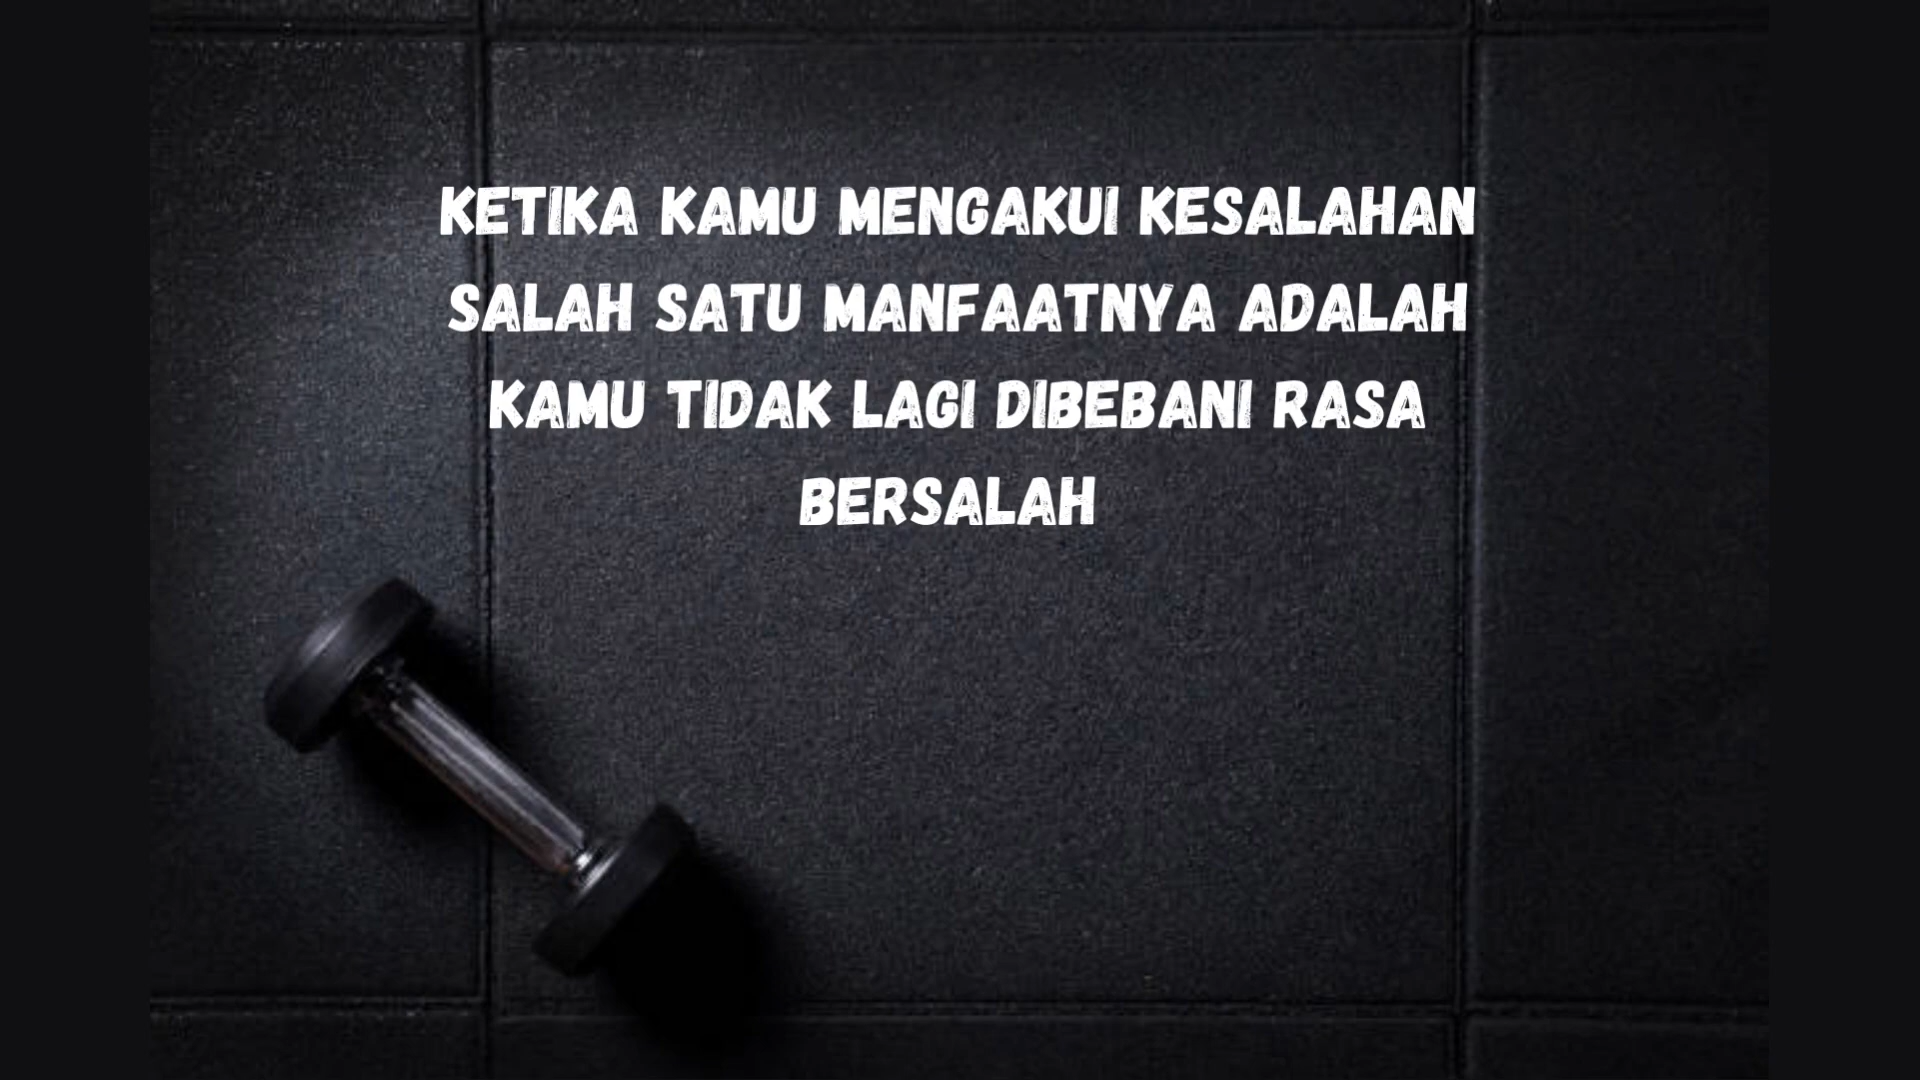 KETIKA KAMU MENGAKUI KESALAHAN
SALAH SATU MANFAATNYA ADALAH
KAMU TIDAK LAGI DIBEBANI RASA
BERSALAH